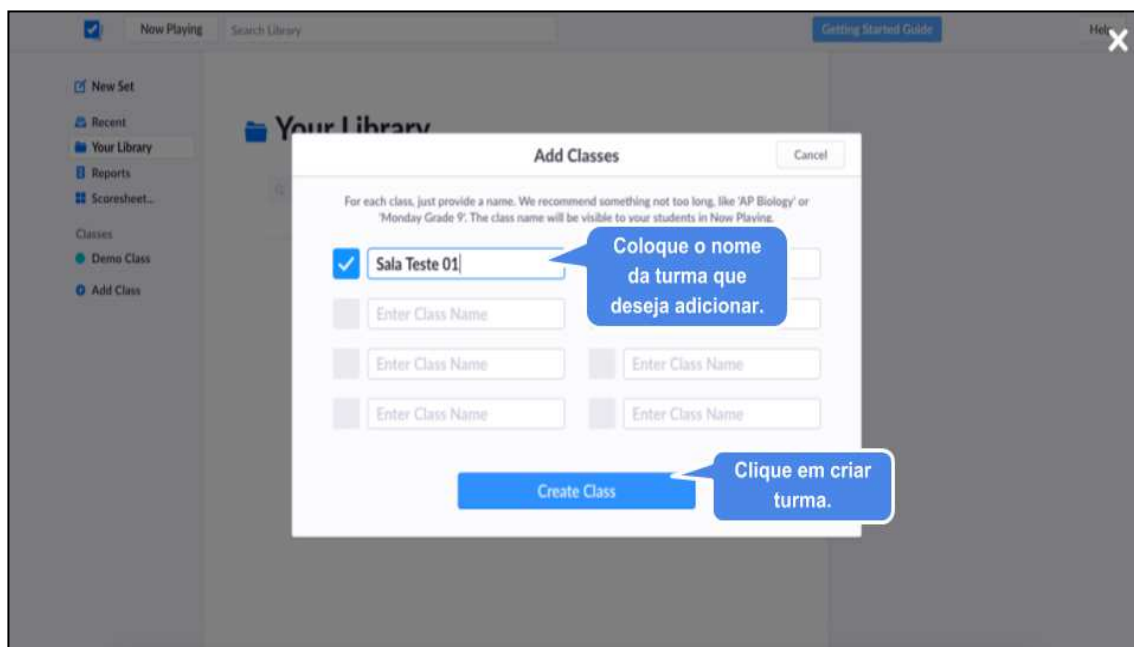 Now Playing
Search Library
Getting Started Guide
Help
New Set
Recent
Your Library
Reports
Scoresheet...
Classes
Demo Class
Add Class
Your Library
Add Classes
Cancel
For each class, just provide a name. We recommend something not too long, like 'AP Biology' or
'Monday Grade 9'. The class name will be visible to your students in Now Playing.
Sala Teste 01
Coloque o nome
da turma que
deseja adicionar.
Enter Class Name
Enter Class Name
Enter Class Name
Enter Class Name
Enter Class Name
Create Class
Clique em criar
turma.